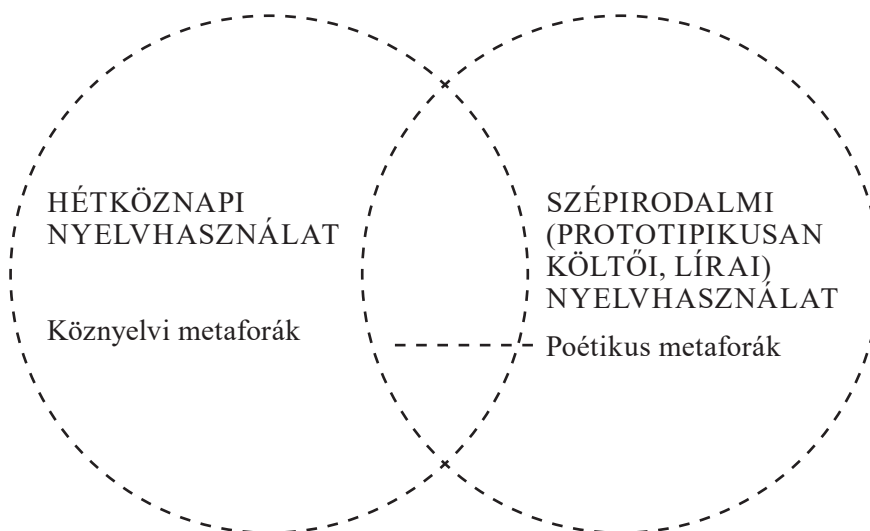 HÉTKÖZNAPI
NYELVHASZNÁLAT
Köznyelvi metaforák
SZÉPIRODALMI
(PROTOTIPIKUSAN
KÖLTŐI, LÍRAI)
NYELVHASZNÁLAT
Poétikus metaforák